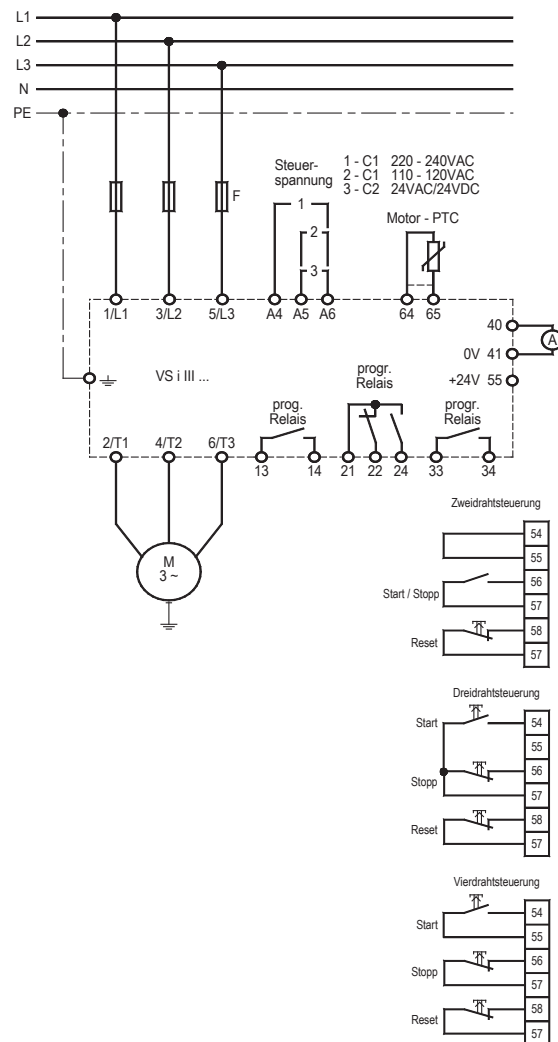 L1
L2
L3
N
PE
F
Steuer-
spannung
1 - C1 220 - 240VAC
2 - C1 110 - 120VAC
3 - C2 24VAC/24VDC
1
2
3
Motor - PTC
1/L1 3/L2 5/L3 A4 A5 A6 64 65
40
0V 41
+24V 55
A
VS i III ...
prog.
Relais
progr.
Relais
progr.
Relais
2/T1 4/T2 6/T3 13 14 21 22 24 33 34
M
3 ~
Zweidrahtsteuerung
54
55
Start / Stopp 56
57
Reset 58
57
Dreidrahtsteuerung
Start 54
55
Stopp 56
57
Reset 58
57
Vierdrahtsteuerung
Start 54
55
Stopp 56
57
Reset 58
57